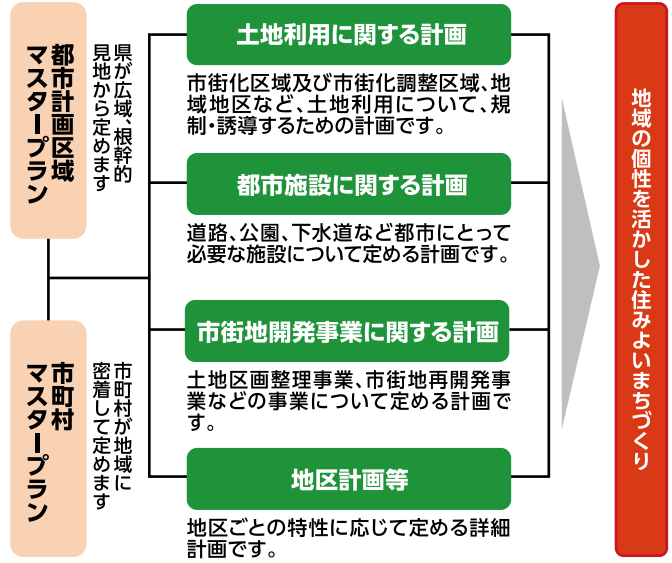 都市計画区域
マスタープラン
県が広域、根幹的
見地から定めます
市町村
マスタープラン
市町村が地域に
密着して定めます
土地利用に関する計画
市街化区域及び市街化調整区域、地
域地区など、土地利用について、規
制・誘導するための計画です。
都市施設に関する計画
道路、公園、下水道など都市にとって
必要な施設について定める計画です。
市街地開発事業に関する計画
土地区画整理事業、市街地再開発事
業などの事業について定める計画で
す。
地区計画等
地区ごとの特性に応じて定める詳細
計画です。
地域の個性を活かした住みよいまちづくり